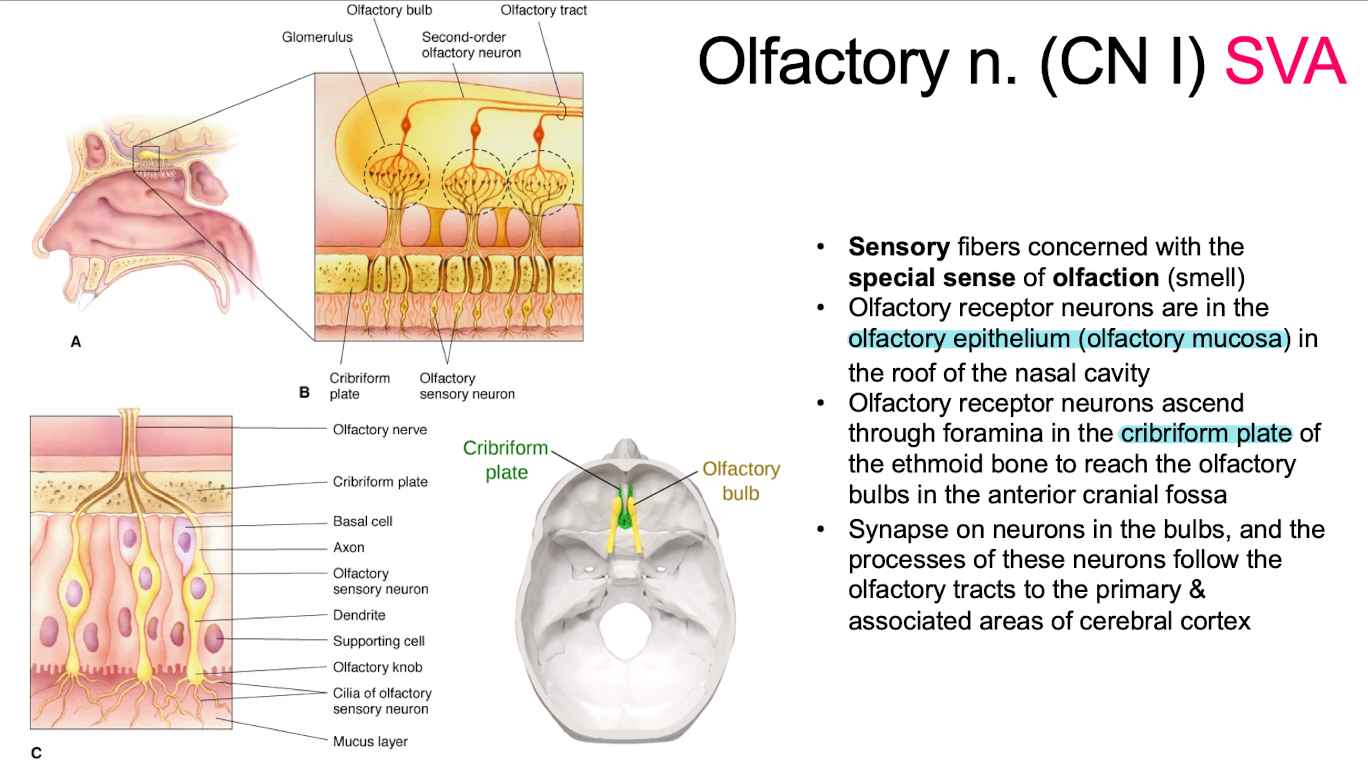 Olfactory bulb
Olfactory tract
Glomerulus
Second-order
olfactory neuron
A
B
Cribriform
plate
Olfactory
sensory neuron
Olfactory nerve
Cribriform plate
Basal cell
Axon
Olfactory
sensory neuron
Dendrite
Supporting cell
Olfactory knob
Cilia of olfactory
sensory neuron
Mucus layer
C
Cribriform
plate
Olfactory
bulb
Olfactory n. (CN I) SVA
• Sensory fibers concerned with the
special sense of olfaction (smell)
• Olfactory receptor neurons are in the
olfactory epithelium (olfactory mucosa) in
the roof of the nasal cavity
• Olfactory receptor neurons ascend
through foramina in the cribriform plate of
the ethmoid bone to reach the olfactory
bulbs in the anterior cranial fossa
• Synapse on neurons in the bulbs, and the
processes of these neurons follow the
olfactory tracts to the primary &
associated areas of cerebral cortex